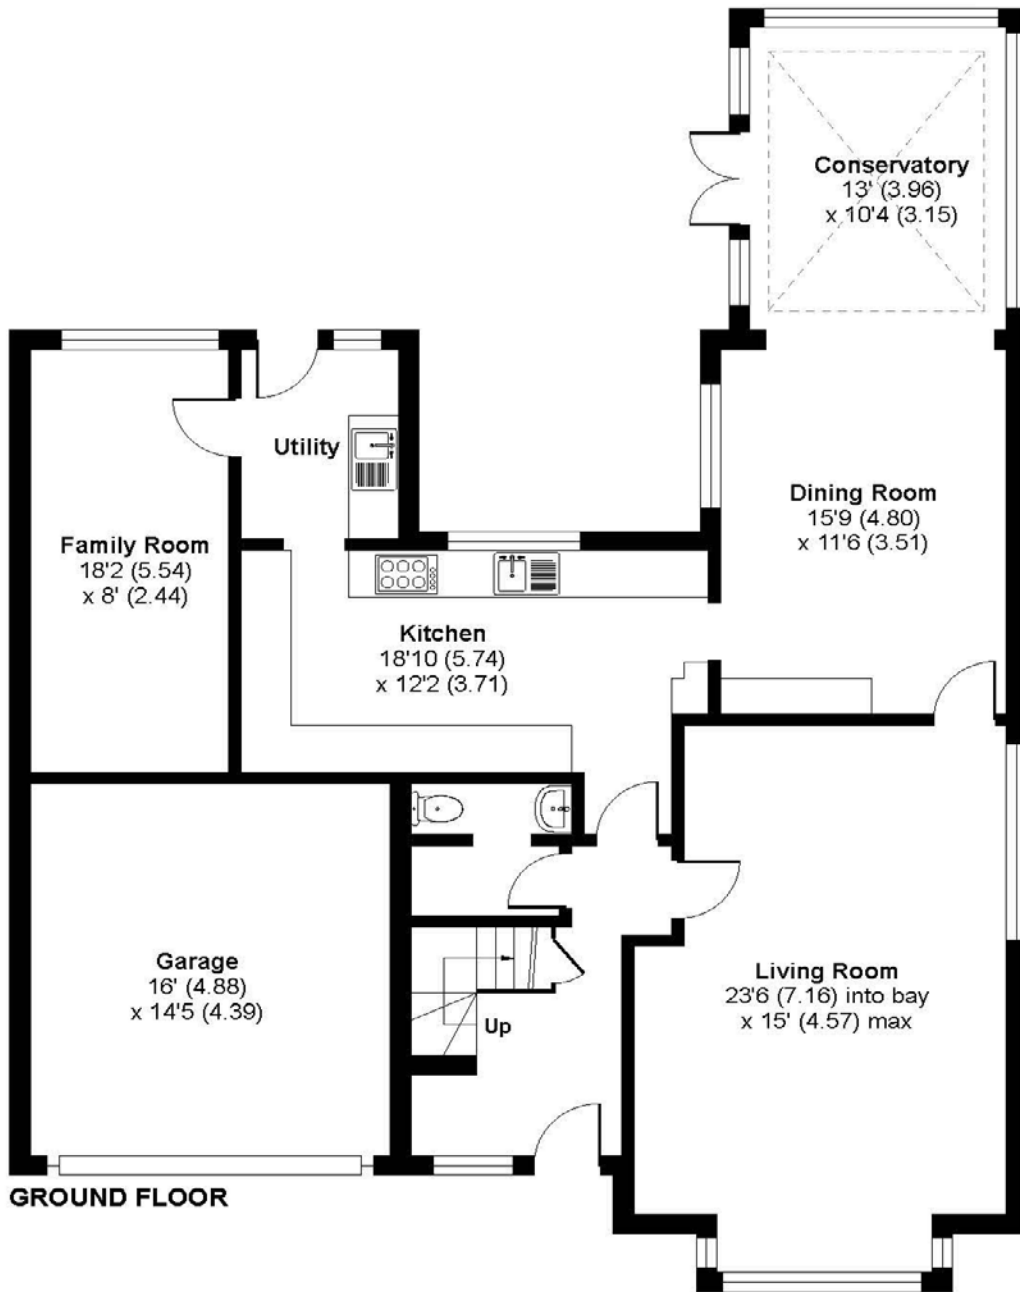 Conservatory
13' (3.96)
x 10'4 (3.15)
Utility
Dining Room
15'9 (4.80)
x 11'6 (3.51)
Family Room
18'2 (5.54)
x 8' (2.44)
Kitchen
18'10 (5.74)
x 12'2 (3.71)
Garage
16' (4.88)
x 14'5 (4.39)
Living Room
23'6 (7.16) into bay
x 15' (4.57) max
Up
GROUND FLOOR